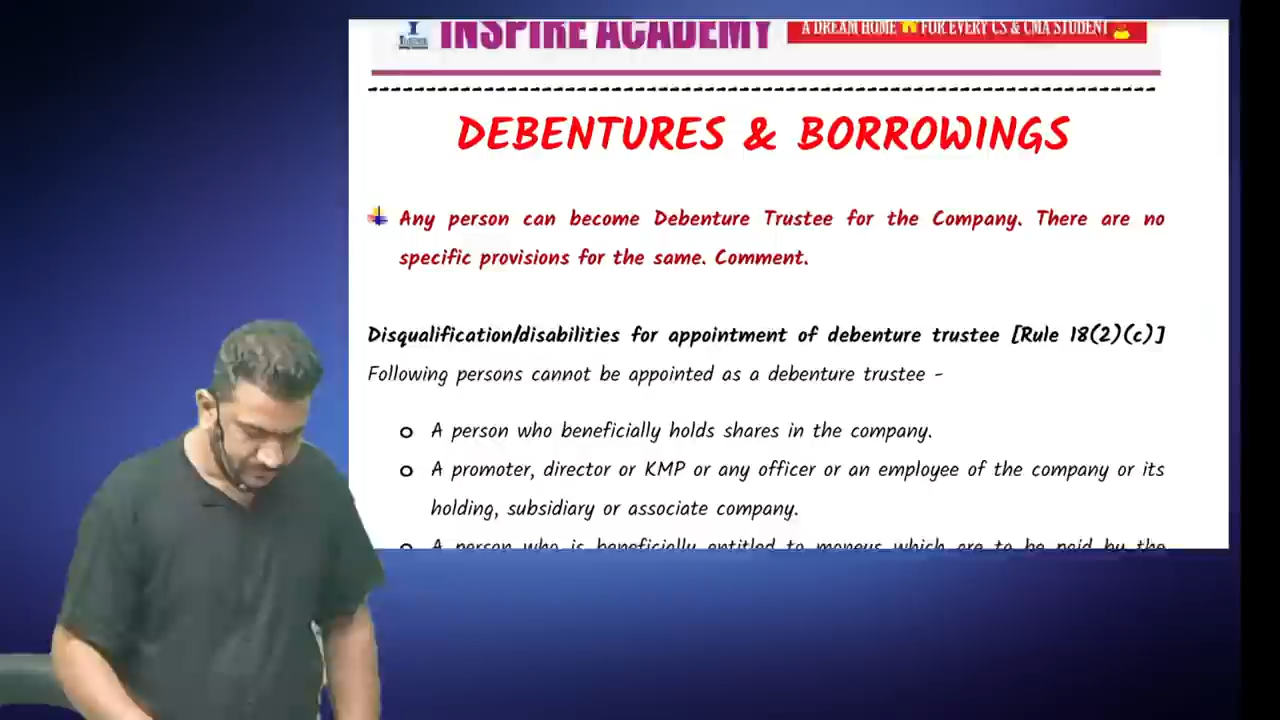 INSPIRE ACADEMY
A DREAM HOME FOR EVERY CS & CMA STUDENT
DEBENTURES & BORROWINGS
Any person can become Debenture Trustee for the Company. There are no
specific provisions for the same. Comment.
Disqualification/disabilities for appointment of debenture trustee [Rule 18(2)(c)]
Following persons cannot be appointed as a debenture trustee -
o A person who beneficially holds shares in the company.
o A promoter, director or KMP or any officer or an employee of the company or its
holding, subsidiary or associate company.
o A person who is beneficially entitled to moneys which are to be paid by the